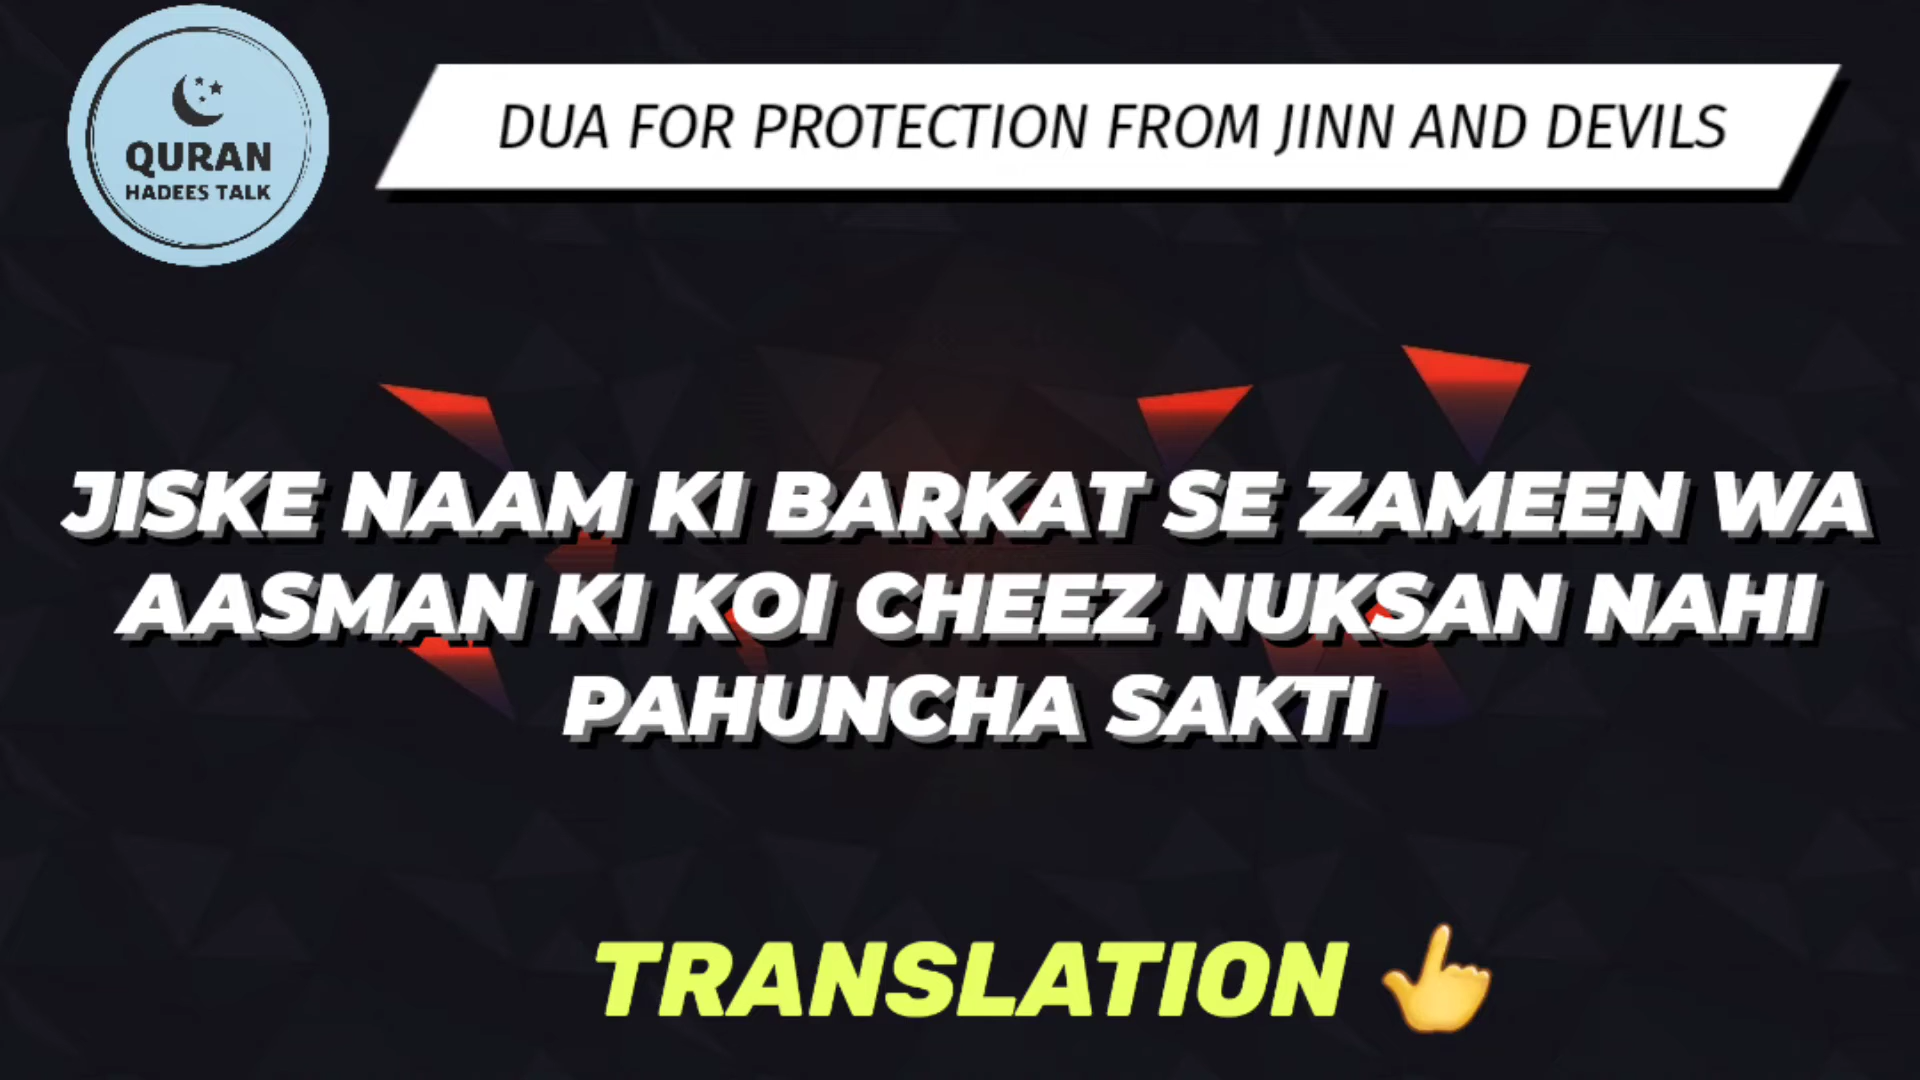 QURAN
HADEES TALK
DUA FOR PROTECTION FROM JINN AND DEVILS
JISKE NAAM KI BARKAT SE ZAMEEN WA
AASMAN KI KOI CHEEZ NUKSAN NAHI
PAHUNCHA SAKTI
TRANSLATION 👆